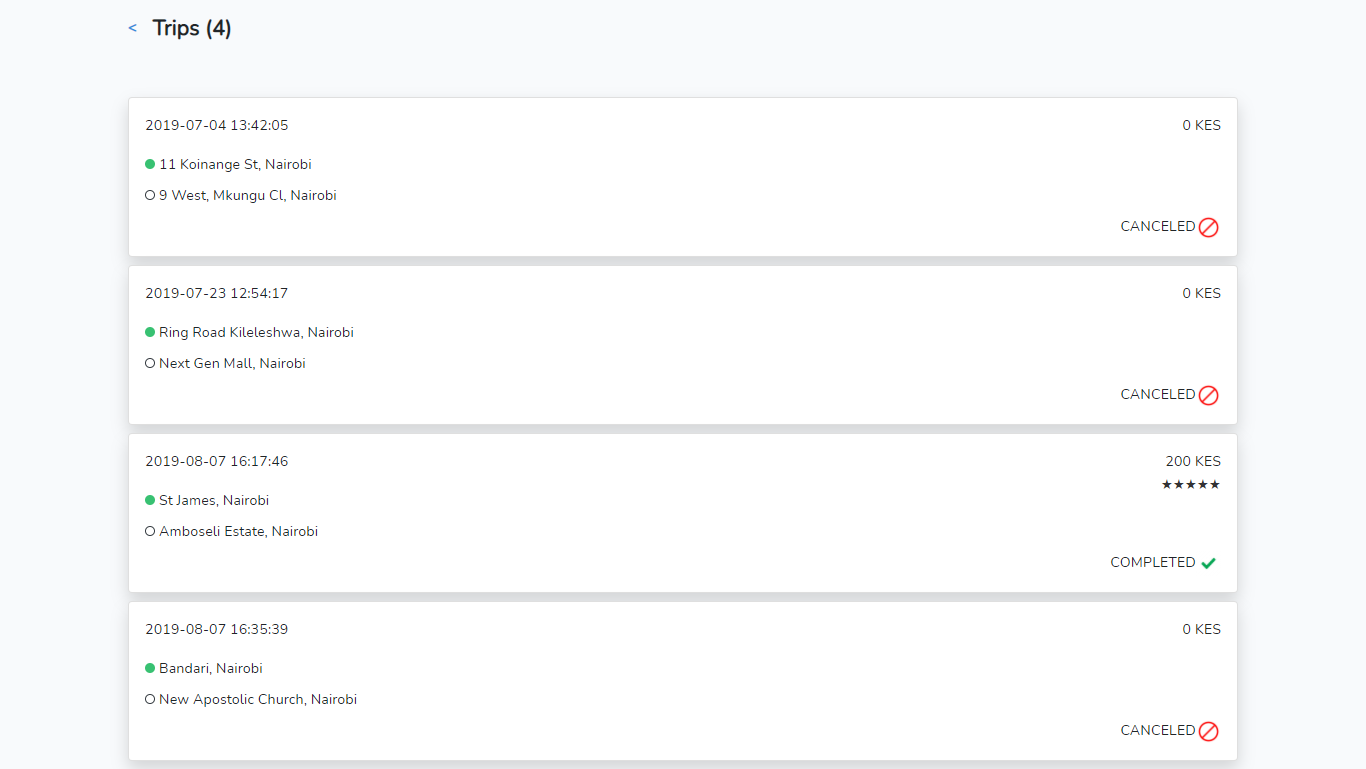 < Trips (4)
2019-07-04 13:42:05 0 KES
11 Koinange St, Nairobi
9 West, Mkungu Cl, Nairobi
CANCELED
2019-07-23 12:54:17 0 KES
Ring Road Kileleshwa, Nairobi
Next Gen Mall, Nairobi
CANCELED
2019-08-07 16:17:46 200 KES
★★★★★
St James, Nairobi
Amboseli Estate, Nairobi
COMPLETED
2019-08-07 16:35:39 0 KES
Bandari, Nairobi
New Apostolic Church, Nairobi
CANCELED